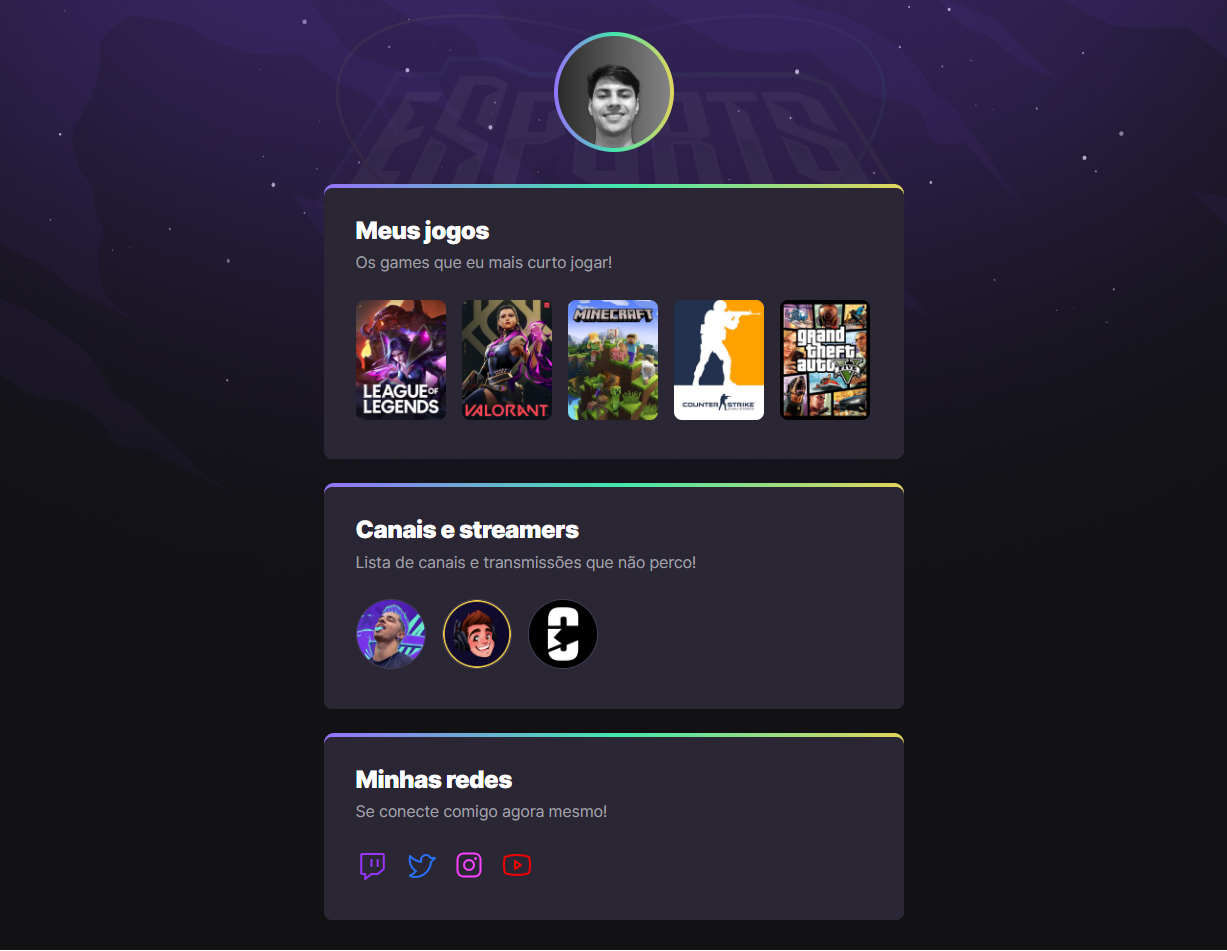 ESPORTS
Meus jogos
Os games que eu mais curto jogar!
LEAGUE OF
LEGENDS
VALORANT
MINECRAFT
COUNTER STRIKE
grand
theft
auto
FIVE
Canais e streamers
Lista de canais e transmissões que não perco!
Minhas redes
Se conecte comigo agora mesmo!